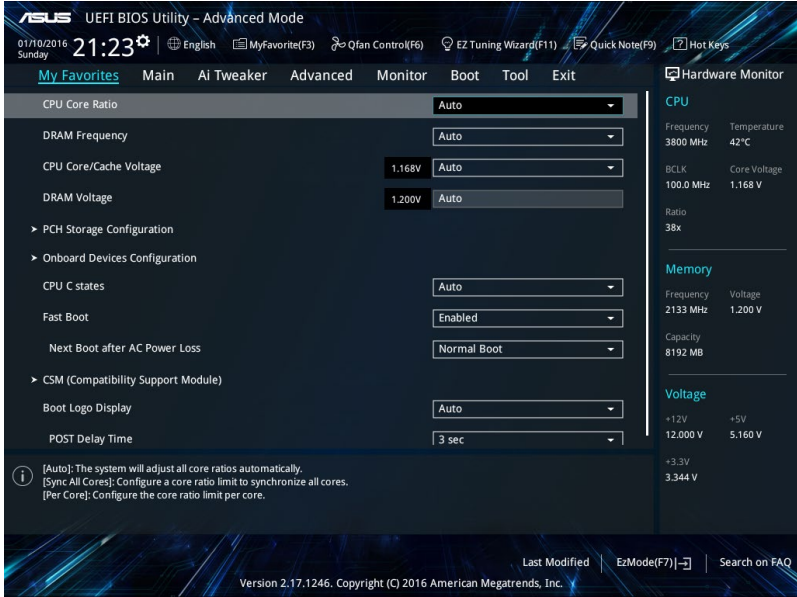 ASUS UEFI BIOS Utility – Advanced Mode
01/10/2016 Sunday 21:23 English MyFavorite(F3) Qfan Control(F6) EZ Tuning Wizard(F11) Quick Note(F9) ? Hot Keys
My Favorites Main Ai Tweaker Advanced Monitor Boot Tool Exit
CPU Core Ratio Auto
DRAM Frequency Auto
CPU Core/Cache Voltage 1.168V Auto
DRAM Voltage 1.200V Auto
> PCH Storage Configuration
> Onboard Devices Configuration
CPU C states Auto
Fast Boot Enabled
Next Boot after AC Power Loss Normal Boot
> CSM (Compatibility Support Module)
Boot Logo Display Auto
POST Delay Time 3 sec
[Auto]: The system will adjust all core ratios automatically.
[Sync All Cores]: Configure a core ratio limit to synchronize all cores.
[Per Core]: Configure the core ratio limit per core.
Hardware Monitor
CPU
Frequency Temperature
3800 MHz 42°C
BCLK Core Voltage
100.0 MHz 1.168 V
Ratio
38x
Memory
Frequency Voltage
2133 MHz 1.200 V
Capacity
8192 MB
Voltage
+12V +5V
12.000 V 5.160 V
+3.3V
3.344 V
Last Modified EzMode(F7) Search on FAQ
Version 2.17.1246. Copyright (C) 2016 American Megatrends, Inc.